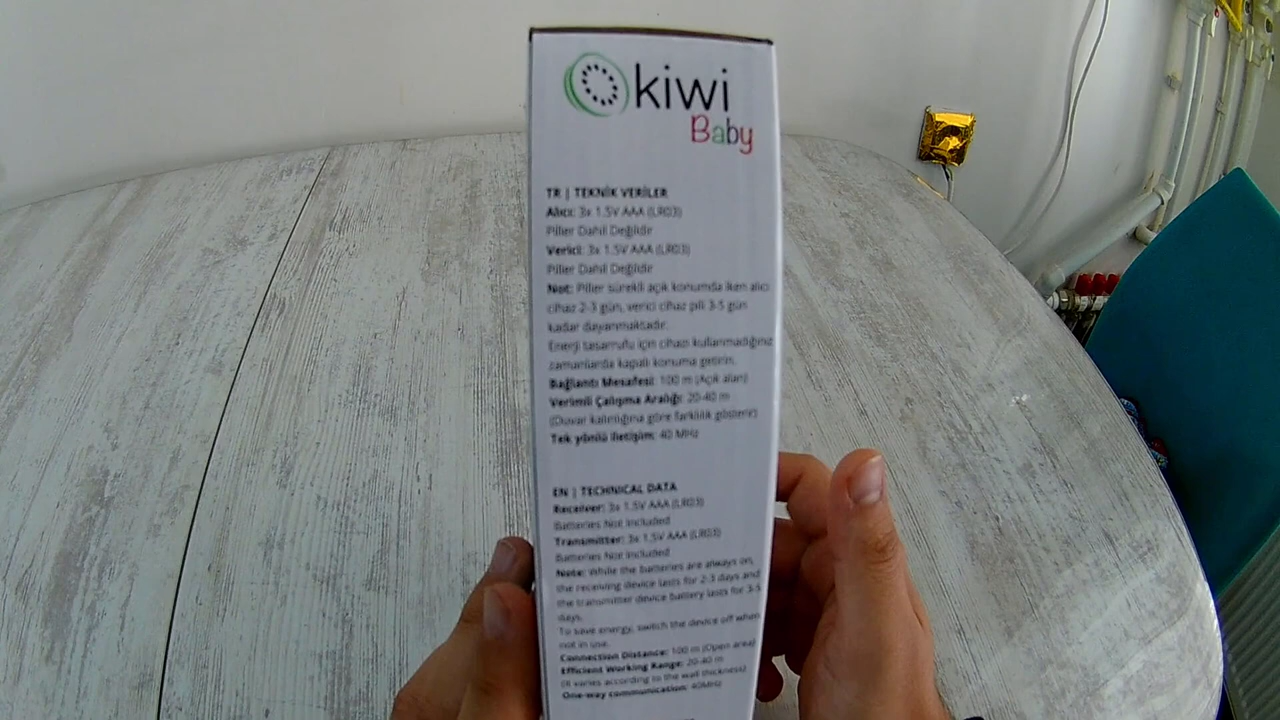 kiwi
Baby
TR | TEKNİK VERİLER
Alıcı: 3x 1.5V AAA (LR03)
Piller Dahil Değildir
Verici: 3x 1.5V AAA (LR03)
Piller Dahil Değildir
Not: Piller sürekli açık konumda iken alıcı
cihaz 2-3 gün, verici cihaz pili 3-5 gün
kadar dayanmaktadır.
Enerji tasarrufu için cihazı kullanmadığınız
zamanlarda kapalı konuma getirin.
Bağlantı Mesafesi: 100 m (Açık alan)
Verimli Çalışma Aralığı: 20-40 m
(Duvar kalınlığına göre farklılık gösterir)
Tek yönlü iletişim: 40 MHz
EN | TECHNICAL DATA
Receiver: 3x 1.5V AAA (LR03)
Batteries Not Included
Transmitter: 3x 1.5V AAA (LR03)
Batteries Not Included
Note: While the batteries are always on,
the receiving device lasts for 2-3 days and
the transmitter device battery lasts for 3-5
days.
To save energy, switch the device off when
not in use.
Connection Distance: 100 m (Open area)
Efficient Working Range: 20-40 m
(It varies according to the wall thickness)
One-way communication: 40MHz